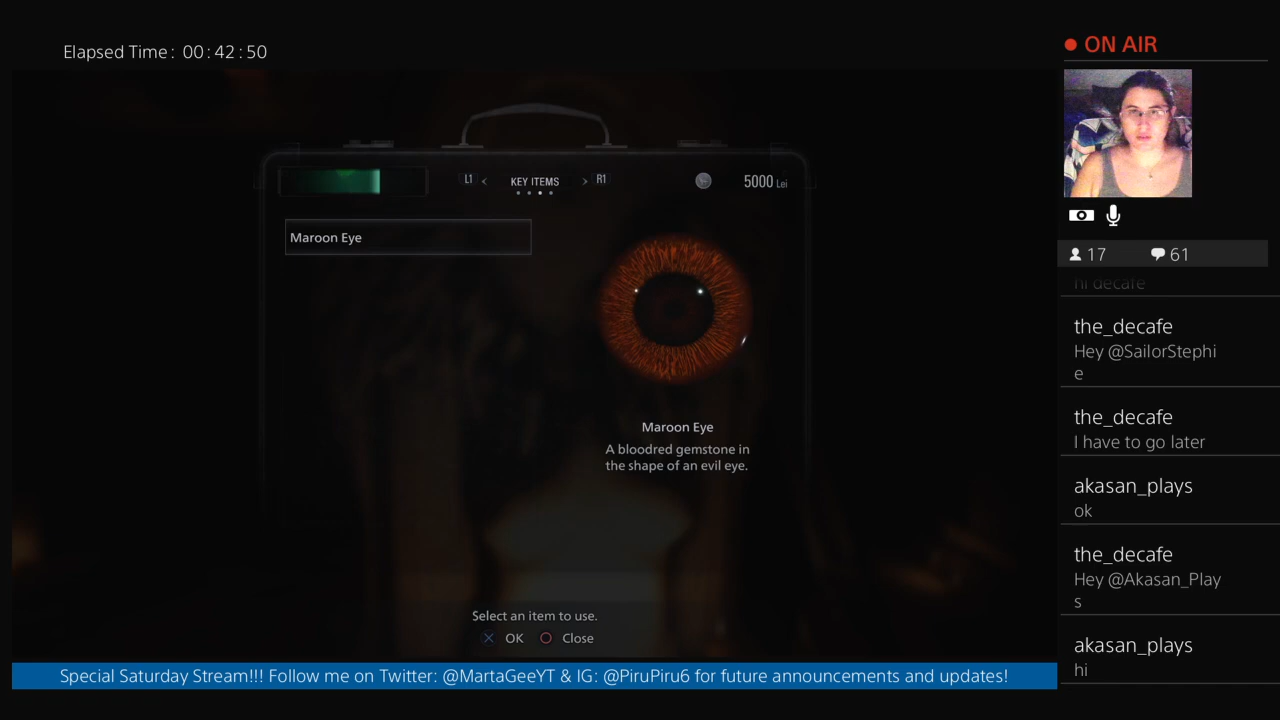 Elapsed Time: 00:42:50
ON AIR
L1
KEY ITEMS
R1
5000 Lei
Maroon Eye
Maroon Eye
A bloodred gemstone in
the shape of an evil eye.
Select an item to use.
OK
Close
17
61
hi decafe
the_decafe
Hey @SailorStephi
e
the_decafe
I have to go later
akasan_plays
ok
the_decafe
Hey @Akasan_Play
s
akasan_plays
hi
Special Saturday Stream!!! Follow me on Twitter: @MartaGeeYT & IG: @PiruPiru6 for future announcements and updates!